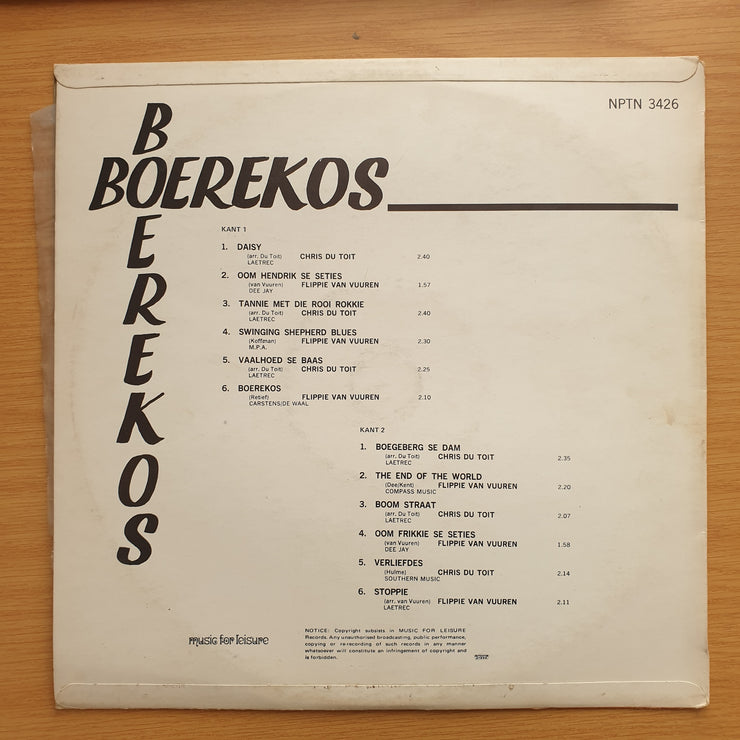 NPTN 3426
BOEREKOS
BOEREKOS
KANT 1
1. DAISY
(arr. Du Toit) CHRIS DU TOIT 2.40
LAETREC
2. OOM HENDRIK SE SETIES
(van Vuuren) FLIPPIE VAN VUUREN 1.57
DEE JAY
3. TANNIE MET DIE ROOI ROKKIE
(arr. Du Toit) CHRIS DU TOIT 2.40
LAETREC
4. SWINGING SHEPHERD BLUES
(Koffman) FLIPPIE VAN VUUREN 2.30
M.P.A.
5. VAALHOED SE BAAS
(arr. Du Toit) CHRIS DU TOIT 2.25
LAETREC
6. BOEREKOS
(Retief) FLIPPIE VAN VUUREN 2.10
CARSTENS/DE WAAL
KANT 2
1. BOEGEBERG SE DAM
(arr. Du Toit) CHRIS DU TOIT 2.35
LAETREC
2. THE END OF THE WORLD
(Dee/Kent) FLIPPIE VAN VUUREN 2.20
COMPASS MUSIC
3. BOOM STRAAT
(arr. Du Toit) CHRIS DU TOIT 2.07
LAETREC
4. OOM FRIKKIE SE SETIES
(van Vuuren) FLIPPIE VAN VUUREN 1.58
DEE JAY
5. VERLIEFDES
(Hulme) CHRIS DU TOIT 2.14
SOUTHERN MUSIC
6. STOPPIE
(arr. van Vuuren) FLIPPIE VAN VUUREN 2.11
LAETREC
music for leisure
NOTICE: Copyright subsists in MUSIC FOR LEISURE
Records. Any unauthorised broadcasting, public performance,
copying or re-recording of such records in any manner
whatsoever will constitute an infringement of copyright and
is forbidden.